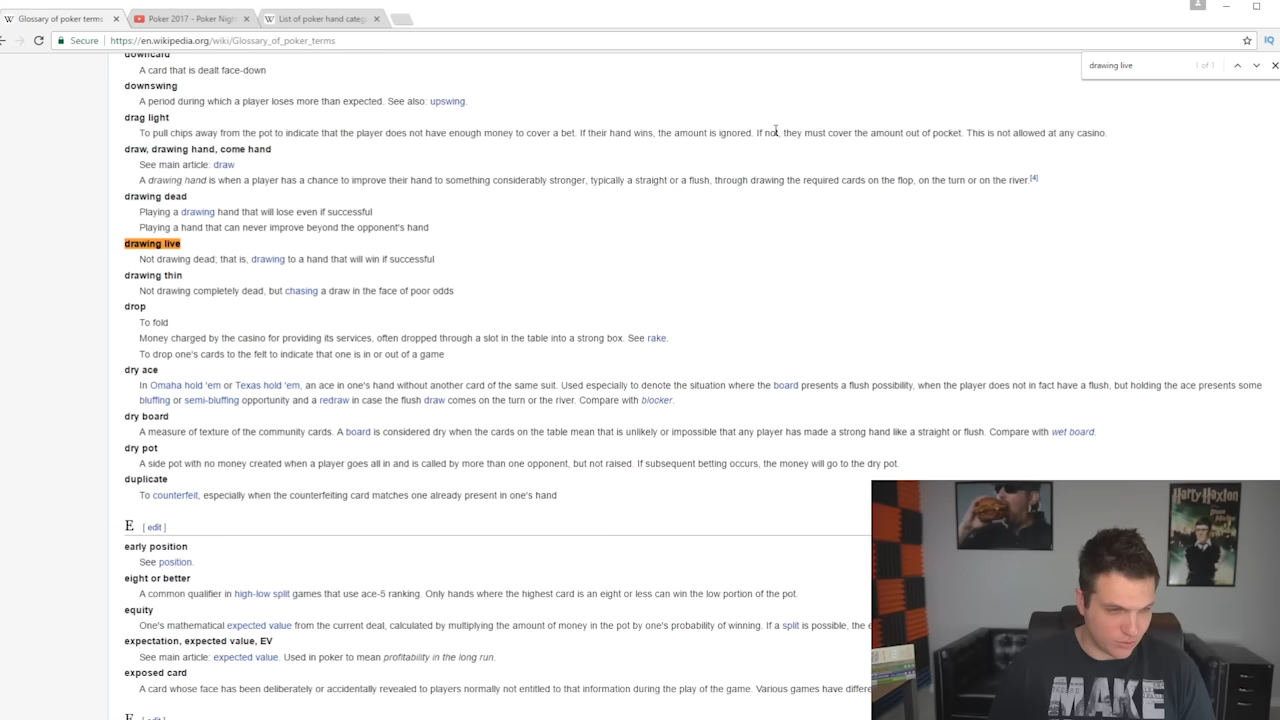 Glossary of poker terms
Poker 2017 - Poker Nigh
List of poker hand categ
Secure
https://en.wikipedia.org/wiki/Glossary_of_poker_terms
IQ
drawing live
1 of 1
downcard
A card that is dealt face-down
downswing
A period during which a player loses more than expected. See also: upswing.
drag light
To pull chips away from the pot to indicate that the player does not have enough money to cover a bet. If their hand wins, the amount is ignored. If not, they must cover the amount out of pocket. This is not allowed at any casino.
draw, drawing hand, come hand
See main article: draw
A drawing hand is when a player has a chance to improve their hand to something considerably stronger, typically a straight or a flush, through drawing the required cards on the flop, on the turn or on the river.[4]
drawing dead
Playing a drawing hand that will lose even if successful
Playing a hand that can never improve beyond the opponent's hand
drawing live
Not drawing dead; that is, drawing to a hand that will win if successful
drawing thin
Not drawing completely dead, but chasing a draw in the face of poor odds
drop
To fold
Money charged by the casino for providing its services, often dropped through a slot in the table into a strong box. See rake.
To drop one's cards to the felt to indicate that one is in or out of a game
dry ace
In Omaha hold 'em or Texas hold 'em, an ace in one's hand without another card of the same suit. Used especially to denote the situation where the board presents a flush possibility, when the player does not in fact have a flush, but holding the ace presents some
bluffing or semi-bluffing opportunity and a redraw in case the flush draw comes on the turn or the river. Compare with blocker.
dry board
A measure of texture of the community cards. A board is considered dry when the cards on the table mean that is unlikely or impossible that any player has made a strong hand like a straight or flush. Compare with wet board.
dry pot
A side pot with no money created when a player goes all in and is called by more than one opponent, but not raised. If subsequent betting occurs, the money will go to the dry pot.
duplicate
To counterfeit, especially when the counterfeiting card matches one already present in one's hand
E [ edit ]
early position
See position.
eight or better
A common qualifier in high-low split games that use ace-5 ranking. Only hands where the highest card is an eight or less can win the low portion of the pot.
equity
One's mathematical expected value from the current deal, calculated by multiplying the amount of money in the pot by one's probability of winning. If a split is possible, the e
expectation, expected value, EV
See main article: expected value. Used in poker to mean profitability in the long run.
exposed card
A card whose face has been deliberately or accidentally revealed to players normally not entitled to that information during the play of the game. Various games have differe
F [ edit ]
Harry Haxton
MAKE